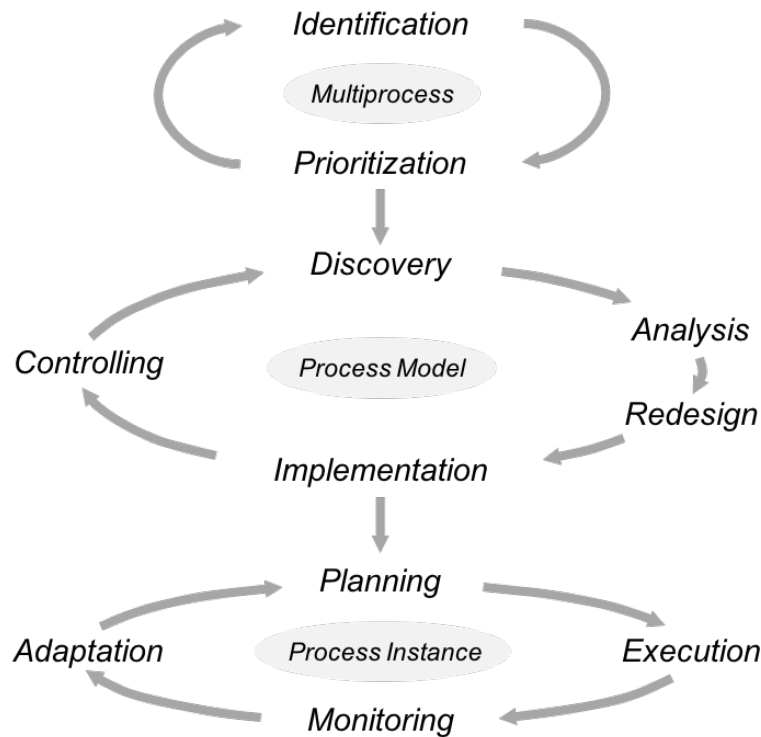 Identification
Multiprocess
Prioritization
Discovery
Analysis
Controlling
Process Model
Redesign
Implementation
Planning
Adaptation
Process Instance
Execution
Monitoring